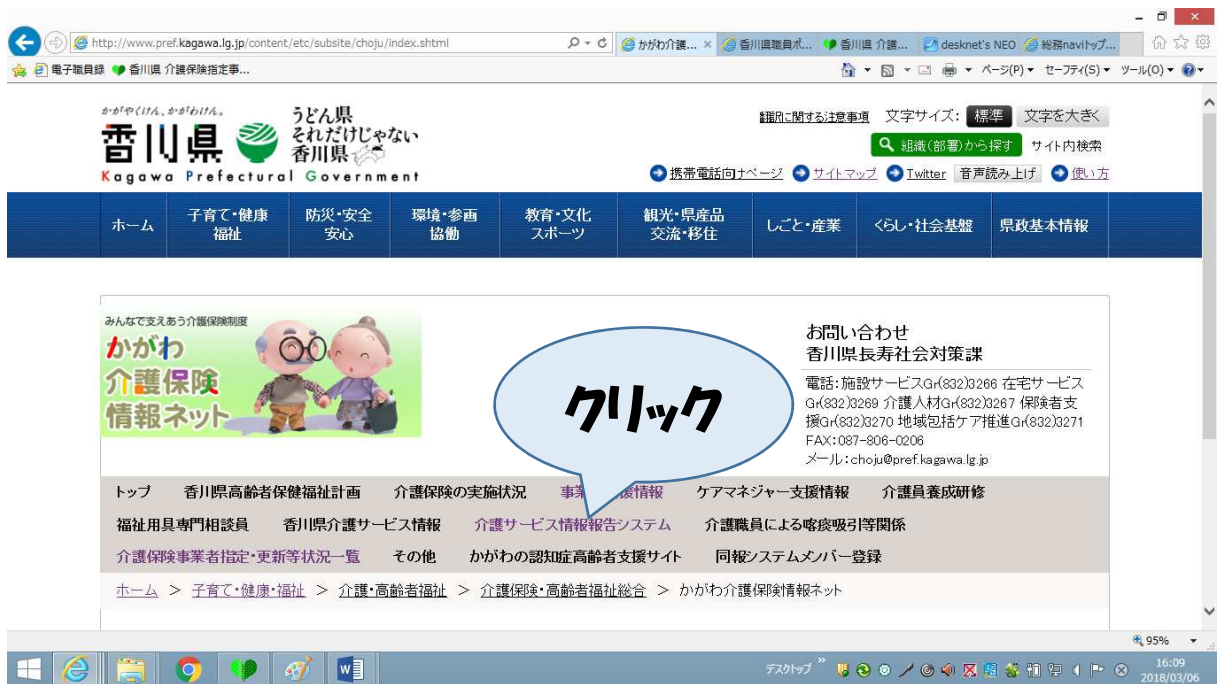 http://www.pref.kagawa.lg.jp/content/etc/subsite/choju/index.shtml
かがわ介護...
香川県職員ポ...
香川県 介護...
desknet's NEO
総務naviトップ...
電子職員録
香川県 介護保険指定事...
ページ(P)
セーフティ(S)
ツール(O)
かがやくけん、かがわけん。
香川県
Kagawa Prefectural Government
うどん県
それだけじゃない
香川県
翻訳に関する注意事項
文字サイズ: 標準 文字を大きく
組織(部署)から探す サイト内検索
携帯電話向けページ サイトマップ Twitter 音声読み上げ 使い方
ホーム
子育て・健康
福祉
防災・安全
安心
環境・参画
協働
教育・文化
スポーツ
観光・県産品
交流・移住
しごと・産業
くらし・社会基盤
県政基本情報
みんなで支えあう介護保険制度
かがわ
介護保険
情報ネット
クリック
お問い合わせ
香川県長寿社会対策課
電話:施設サービスGr(832)3266 在宅サービス
Gr(832)3269 介護人材Gr(832)3267 保険者支
援Gr(832)3270 地域包括ケア推進Gr(832)3271
FAX:087-806-0206
メール:choju@pref.kagawa.lg.jp
トップ 香川県高齢者保健福祉計画 介護保険の実施状況 事業 援情報 ケアマネジャー支援情報 介護員養成研修
福祉用具専門相談員 香川県介護サービス情報 介護サービス情報報告システム 介護職員による喀痰吸引等関係
介護保険事業者指定・更新等状況一覧 その他 かがわの認知症高齢者支援サイト 同報システムメンバー登録
ホーム > 子育て・健康・福祉 > 介護・高齢者福祉 > 介護保険・高齢者福祉総合 > かがわ介護保険情報ネット
95%
デスクトップ
16:09
2018/03/06